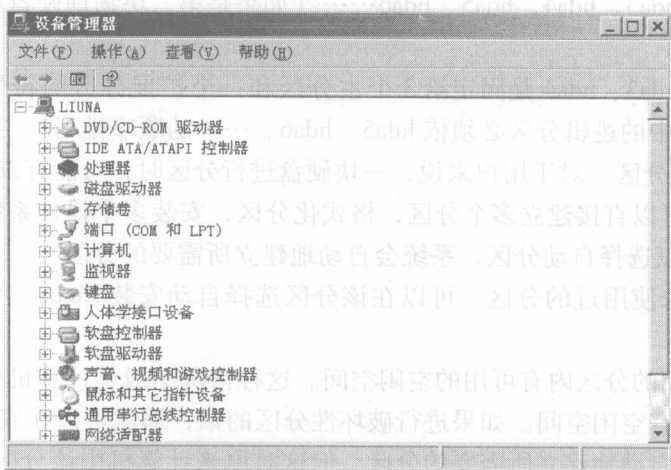 设备管理器
文件(F) 操作(A) 查看(V) 帮助(H)
LIUNA
DVD/CD-ROM 驱动器
IDE ATA/ATAPI 控制器
处理器
磁盘驱动器
存储卷
端口 (COM 和 LPT)
计算机
监视器
键盘
人体学接口设备
软盘控制器
软盘驱动器
声音、视频和游戏控制器
鼠标和其它指针设备
通用串行总线控制器
网络适配器